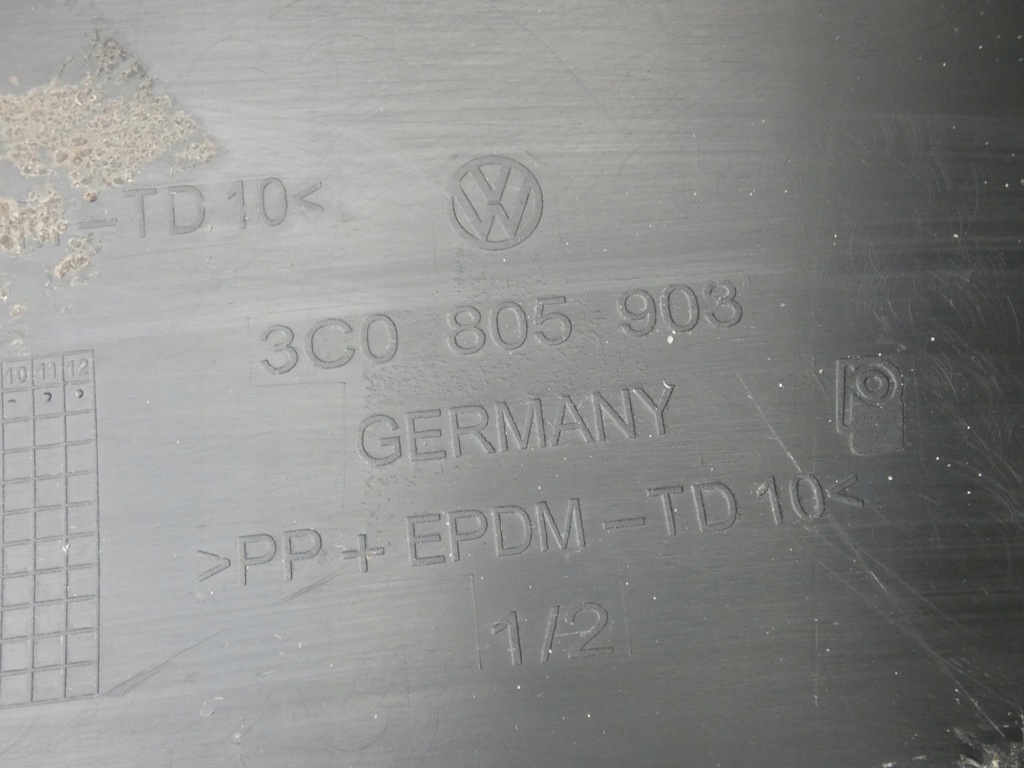 -TD 10<
3C0 805 903
10 11 12
GERMANY
>PP + EPDM-TD 10<
1/2